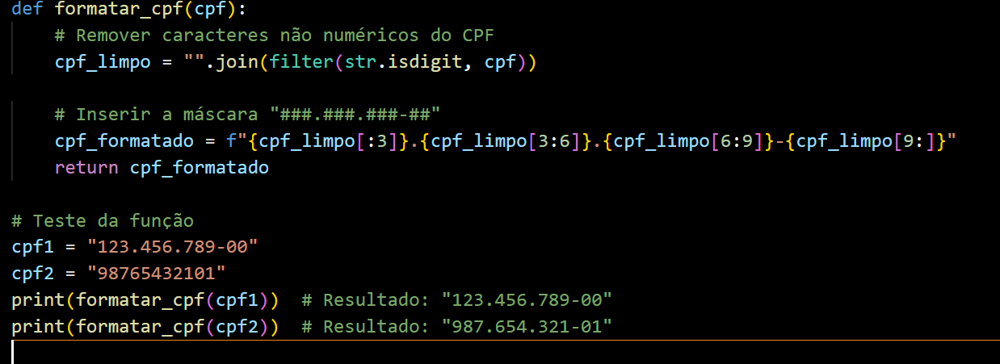 def formatar_cpf(cpf):
    # Remover caracteres não numéricos do CPF
    cpf_limpo = "".join(filter(str.isdigit, cpf))

    # Inserir a máscara "###.###.###-##"
    cpf_formatado = f"{cpf_limpo[:3]}.{cpf_limpo[3:6]}.{cpf_limpo[6:9]}-{cpf_limpo[9:]}"
    return cpf_formatado

# Teste da função
cpf1 = "123.456.789-00"
cpf2 = "98765432101"
print(formatar_cpf(cpf1))  # Resultado: "123.456.789-00"
print(formatar_cpf(cpf2))  # Resultado: "987.654.321-01"